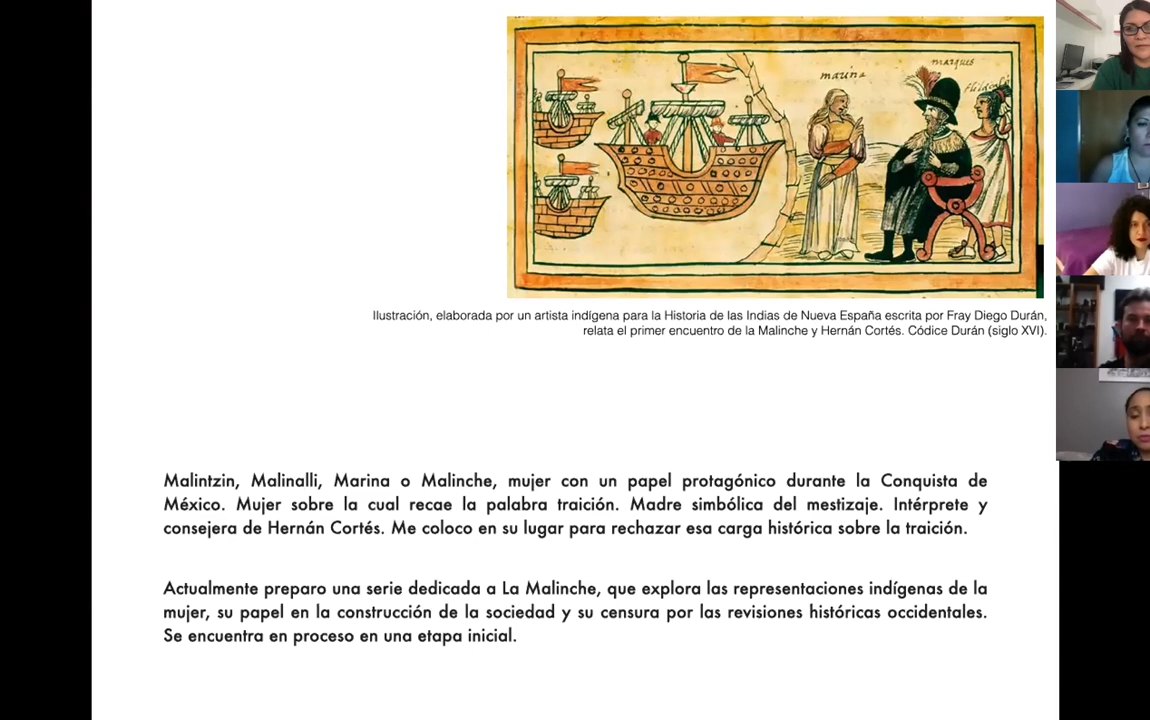 marina
marques
Ilustración, elaborada por un artista indígena para la Historia de las Indias de Nueva España escrita por Fray Diego Durán,
relata el primer encuentro de la Malinche y Hernán Cortés. Códice Durán (siglo XVI).
Malintzin, Malinalli, Marina o Malinche, mujer con un papel protagónico durante la Conquista de
México. Mujer sobre la cual recae la palabra traición. Madre simbólica del mestizaje. Intérprete y
consejera de Hernán Cortés. Me coloco en su lugar para rechazar esa carga histórica sobre la traición.
Actualmente preparo una serie dedicada a La Malinche, que explora las representaciones indígenas de la
mujer, su papel en la construcción de la sociedad y su censura por las revisiones históricas occidentales.
Se encuentra en proceso en una etapa inicial.